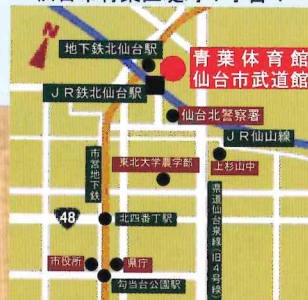 地下鉄北仙台駅
青葉体育館
仙台市武道館
JR鉄北仙台駅
仙台北警察署
JR仙山線
市営地下鉄
東北大学農学部
上杉山中
県道仙台泉線(旧4号線)
48
北四番丁駅
市役所
県庁
勾当台公園駅